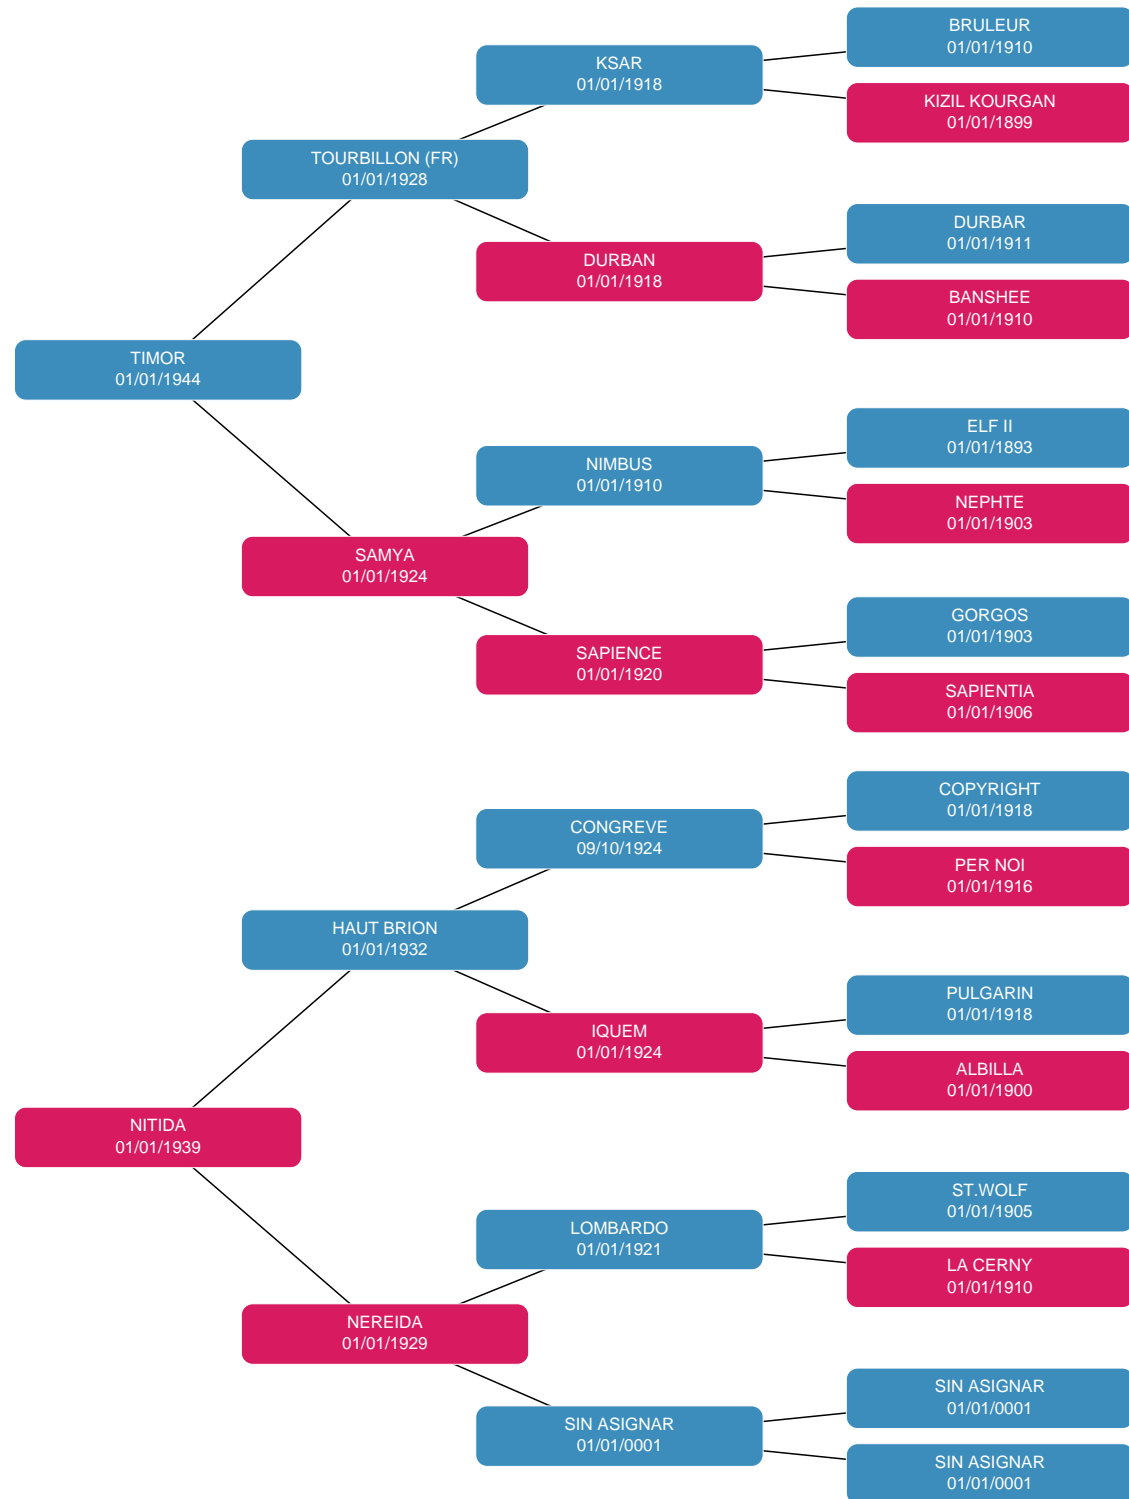 BRULEUR
01/01/1910
KSAR
01/01/1918
KIZIL KOURGAN
01/01/1899
TOURBILLON (FR)
01/01/1928
DURBAR
01/01/1911
DURBAN
01/01/1918
BANSHEE
01/01/1910
TIMOR
01/01/1944
ELF II
01/01/1893
NIMBUS
01/01/1910
NEPHTE
01/01/1903
SAMYA
01/01/1924
GORGOS
01/01/1903
SAPIENCE
01/01/1920
SAPIENTIA
01/01/1906
COPYRIGHT
01/01/1918
CONGREVE
09/10/1924
PER NOI
01/01/1916
HAUT BRION
01/01/1932
PULGARIN
01/01/1918
IQUEM
01/01/1924
ALBILLA
01/01/1900
NITIDA
01/01/1939
ST.WOLF
01/01/1905
LOMBARDO
01/01/1921
LA CERNY
01/01/1910
NEREIDA
01/01/1929
SIN ASIGNAR
01/01/0001
SIN ASIGNAR
01/01/0001
SIN ASIGNAR
01/01/0001